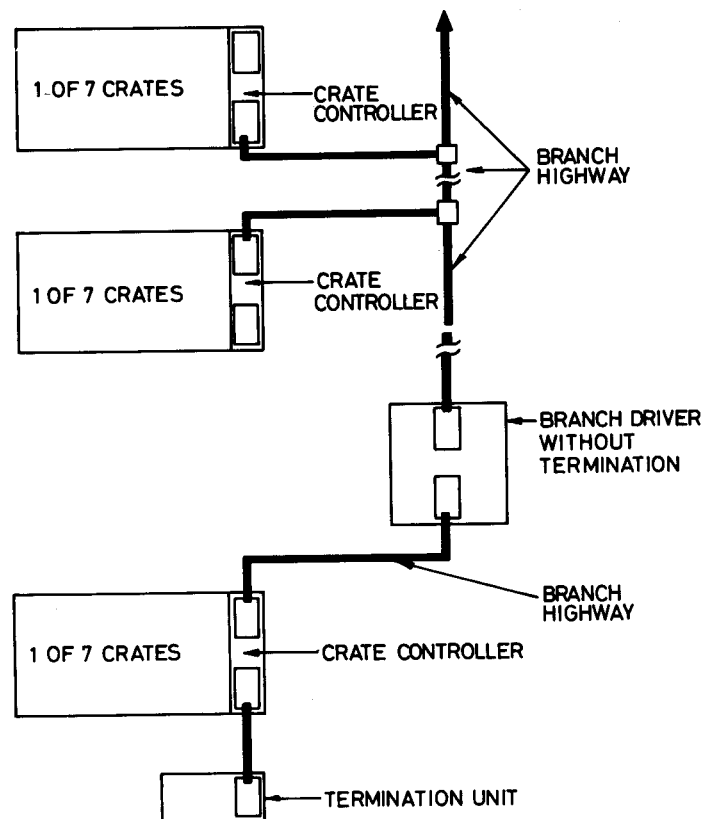 1 OF 7 CRATES
CRATE
CONTROLLER
BRANCH
HIGHWAY
1 OF 7 CRATES
CRATE
CONTROLLER
BRANCH DRIVER
WITHOUT
TERMINATION
BRANCH
HIGHWAY
1 OF 7 CRATES
CRATE CONTROLLER
TERMINATION UNIT